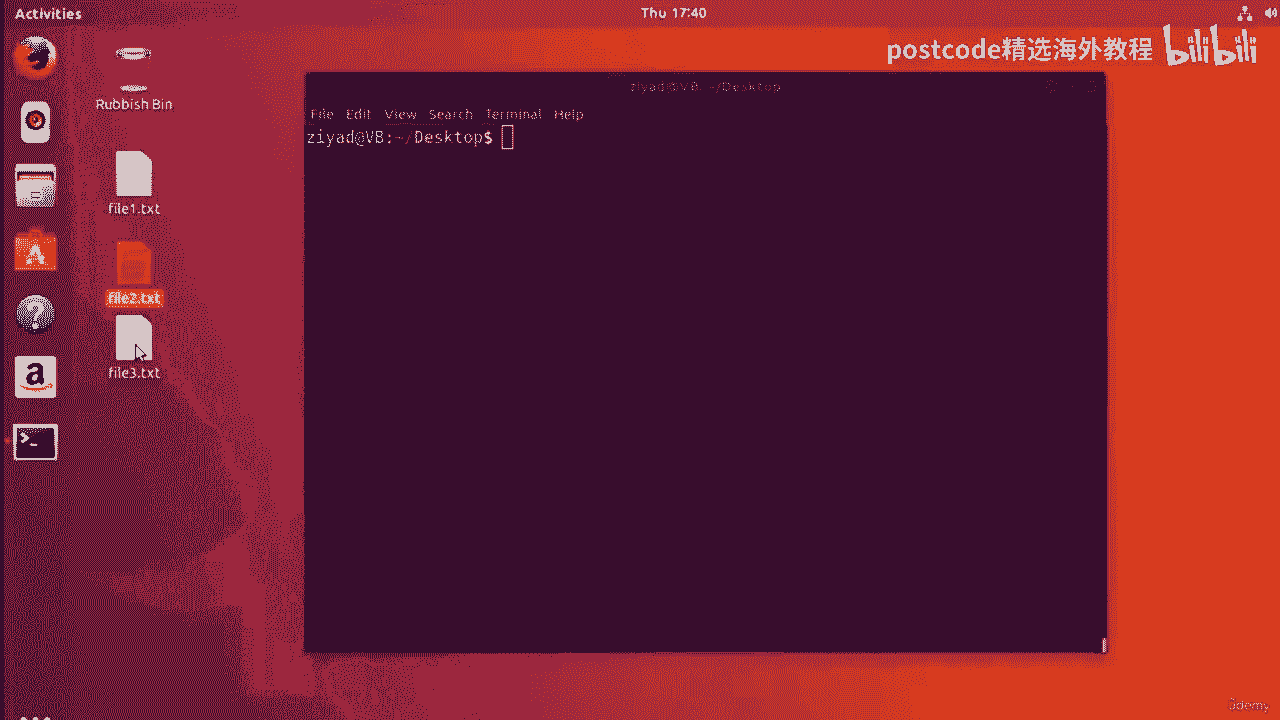 Activities
Thu 17:40
postcode精选海外教程 bilibili
Rubbish Bin
ziyad@VB: ~/Desktop
File Edit View Search Terminal Help
ziyad@VB:~/Desktop$
file1.txt
file2.txt
file3.txt
Udemy